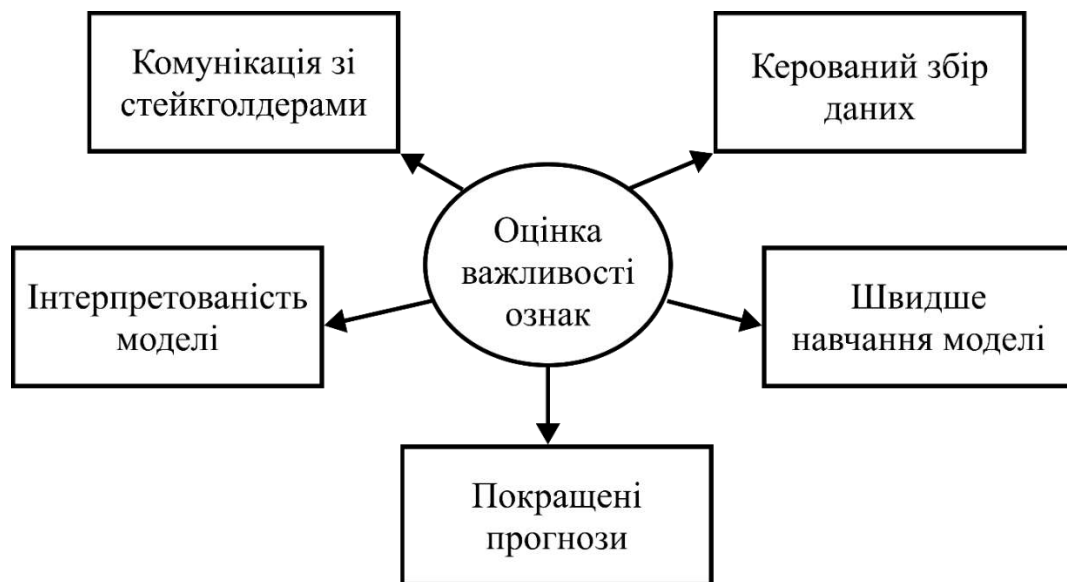 Комунікація зі
стейкголдерами
Керований збір
даних
Оцінка
важливості
ознак
Інтерпретованість
моделі
Швидше
навчання моделі
Покращені
прогнози